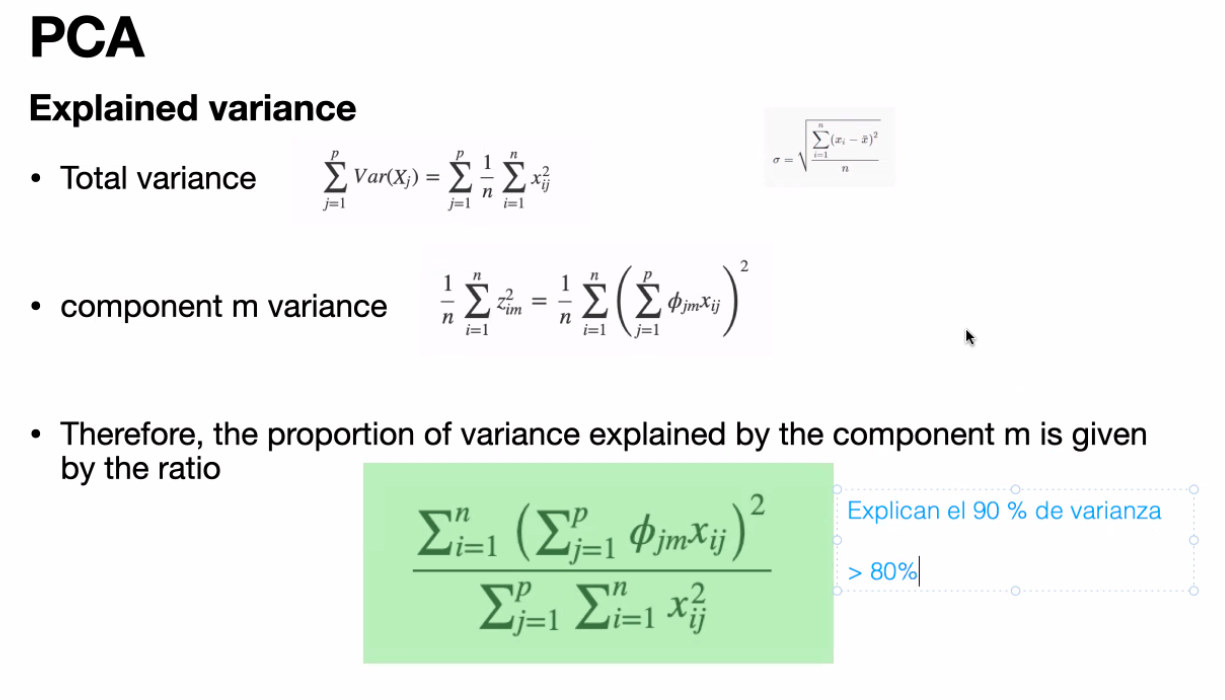 PCA
Explained variance
• Total variance
\sum_{j=1}^{p} Var(X_j) = \sum_{j=1}^{p} \frac{1}{n} \sum_{i=1}^{n} x_{ij}^2
σ = \sqrt{\frac{\sum_{i=1}^{n} (x_i - \bar{x})^2}{n}}
• component m variance
\frac{1}{n} \sum_{i=1}^{n} z_{im}^2 = \frac{1}{n} \sum_{i=1}^{n} \left( \sum_{j=1}^{p} \phi_{jm} x_{ij} \right)^2
• Therefore, the proportion of variance explained by the component m is given
by the ratio
\frac{\sum_{i=1}^{n} \left( \sum_{j=1}^{p} \phi_{jm} x_{ij} \right)^2}{\sum_{j=1}^{p} \sum_{i=1}^{n} x_{ij}^2}
Explican el 90 % de varianza
> 80%